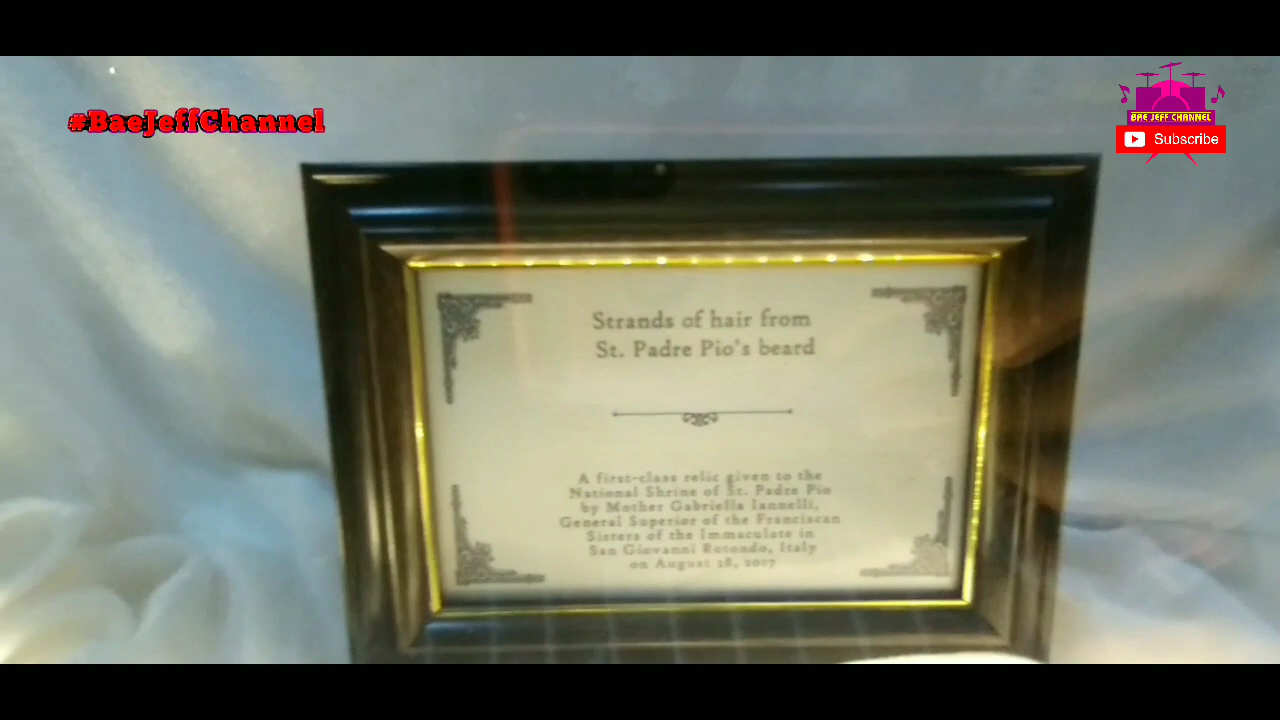 #BaeJeffChannel
BAE JEFF CHANNEL
Subscribe
Strands of hair from
St. Padre Pio's beard
A first-class relic given to the
National Shrine of St. Padre Pio
by Mother Gabriella Iannelli,
General Superior of the Franciscan
Sisters of the Immaculate in
San Giovanni Rotondo, Italy
on August 28, 2017